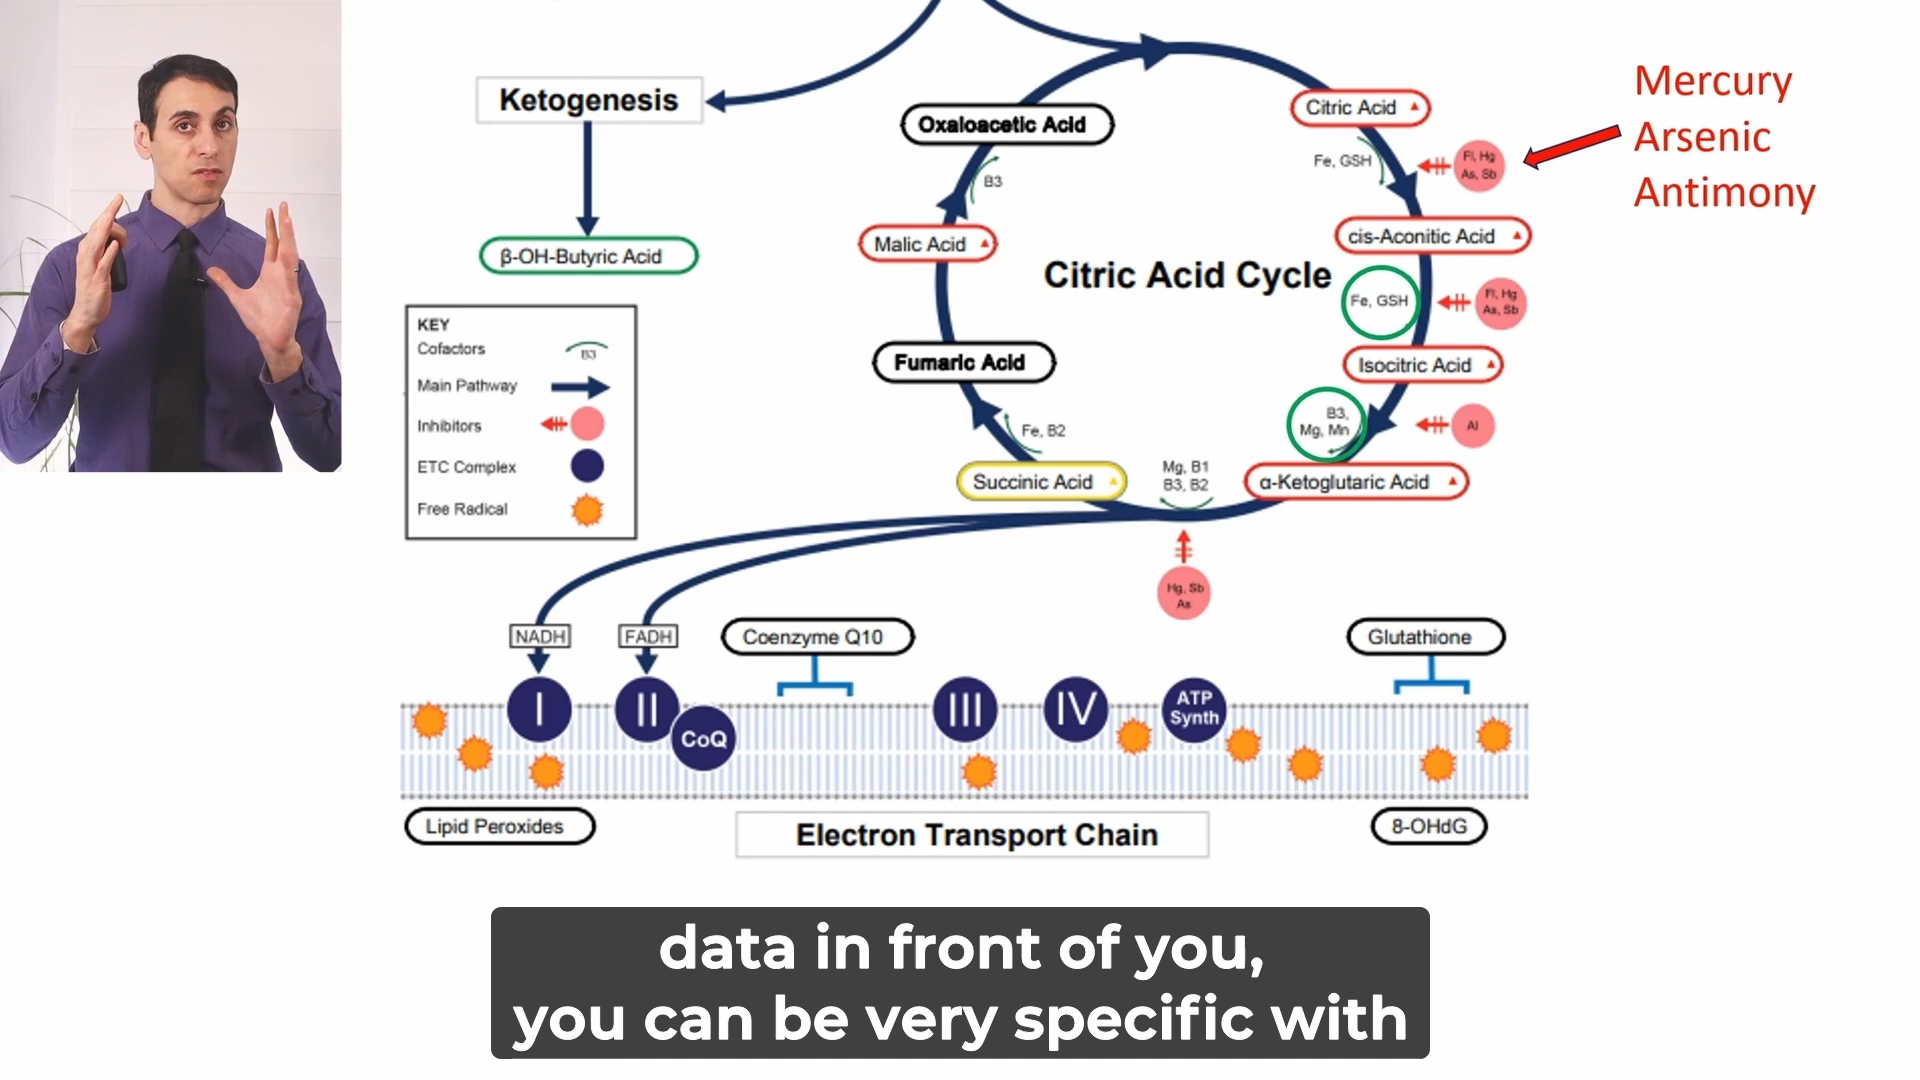 Ketogenesis
β-OH-Butyric Acid
KEY
Cofactors
B3
Main Pathway
Inhibitors
ETC Complex
Free Radical
Oxaloacetic Acid
Citric Acid
Fe, GSH
Fl, Hg
As, Sb
Mercury
Arsenic
Antimony
B3
Malic Acid
cis-Aconitic Acid
Citric Acid Cycle
Fe, GSH
Fl, Hg
As, Sb
Fumaric Acid
Isocitric Acid
B3,
Mg, Mn
Al
Fe, B2
Succinic Acid
Mg, B1
B3, B2
α-Ketoglutaric Acid
Hg, Sb
As
NADH
FADH
Coenzyme Q10
Glutathione
I
II
CoQ
III
IV
ATP
Synth
Lipid Peroxides
Electron Transport Chain
8-OHdG
data in front of you,
you can be very specific with